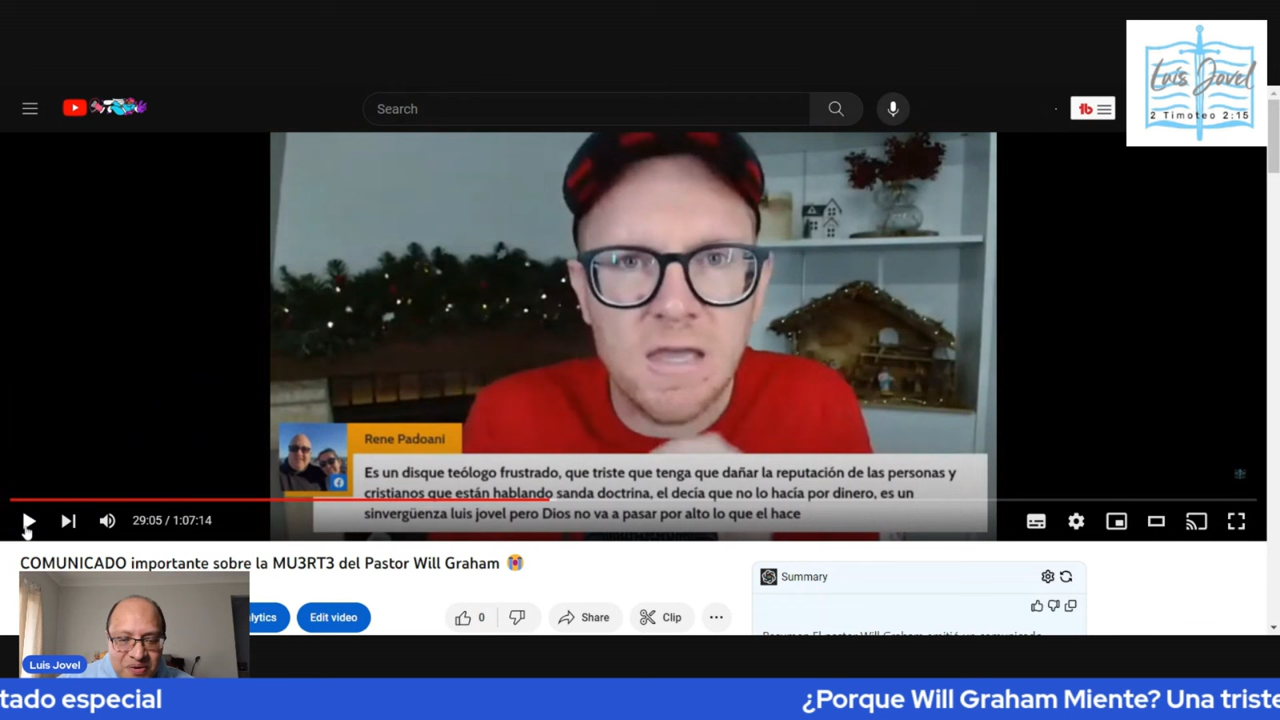 Luis Jovel
2 Timoteo 2:15
Search
Rene Padoani
Es un disque teólogo frustrado, que triste que tenga que dañar la reputación de las personas y
cristianos que están hablando sanda doctrina, el decía que no lo hacía por dinero, es un
sinvergüenza luis jovel pero Dios no va a pasar por alto lo que el hace
29:05 / 1:07:14
COMUNICADO importante sobre la MU3RT3 del Pastor Will Graham
Summary
lytics
Edit video
0
Share
Clip
Luis Jovel
tado especial
¿Porque Will Graham Miente? Una triste